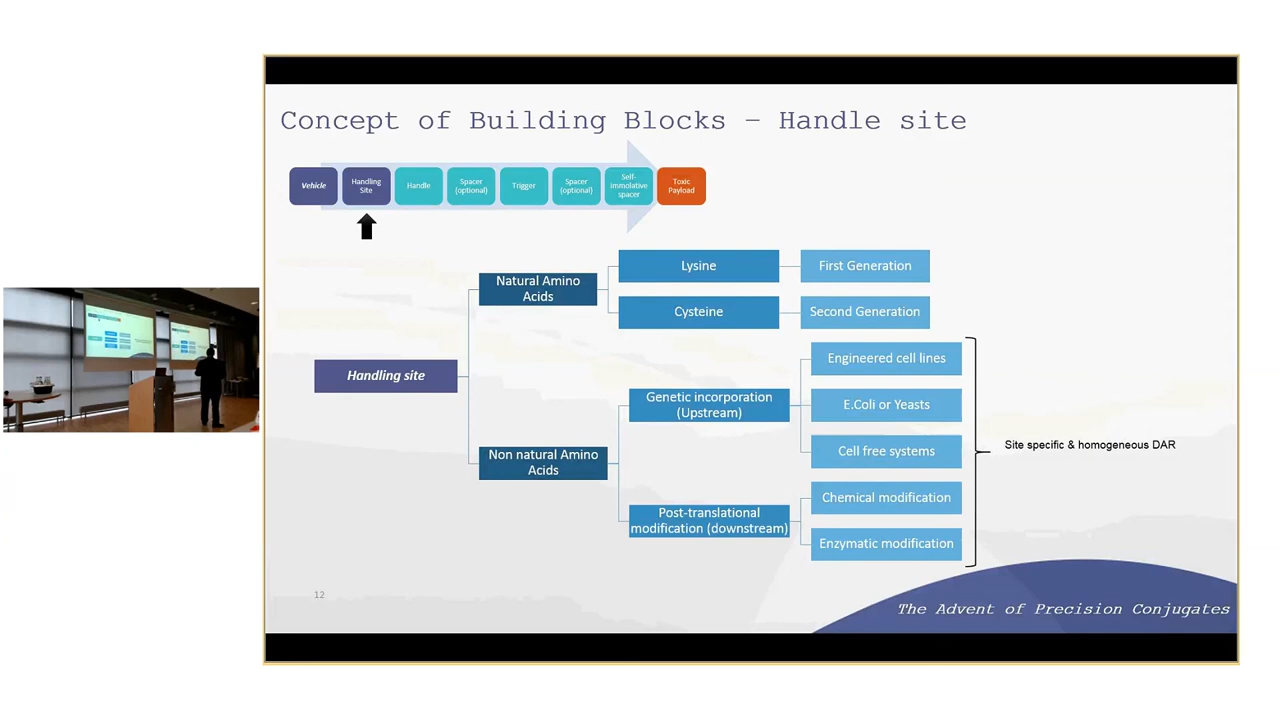 Concept of Building Blocks – Handle site
Vehicle
Handling
Site
Handle
Spacer
(optional)
Trigger
Spacer
(optional)
Self-
immolative
spacer
Toxic
Payload
Handling site
Natural Amino
Acids
Lysine
First Generation
Cysteine
Second Generation
Non natural Amino
Acids
Genetic incorporation
(Upstream)
Engineered cell lines
E.Coli or Yeasts
Cell free systems
Post-translational
modification (downstream)
Chemical modification
Enzymatic modification
Site specific & homogeneous DAR
12
The Advent of Precision Conjugates